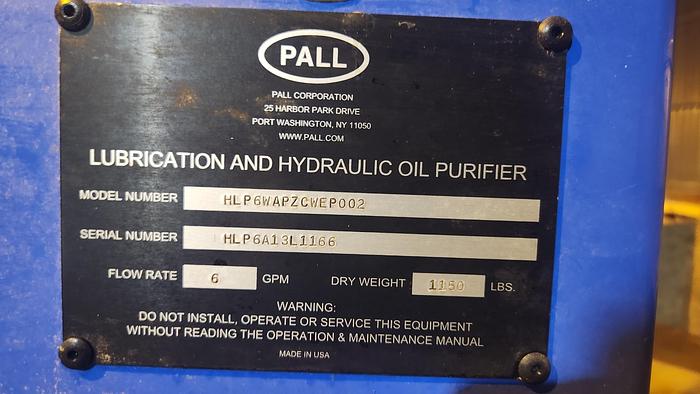 PALL
PALL CORPORATION
25 HARBOR PARK DRIVE
PORT WASHINGTON, NY 11050
WWW.PALL.COM
LUBRICATION AND HYDRAULIC OIL PURIFIER
MODEL NUMBER HLP6WAPZCWEP002
SERIAL NUMBER HLP6A13L1166
FLOW RATE 6 GPM DRY WEIGHT 1150 LBS.
WARNING:
DO NOT INSTALL, OPERATE OR SERVICE THIS EQUIPMENT
WITHOUT READING THE OPERATION & MAINTENANCE MANUAL
MADE IN USA